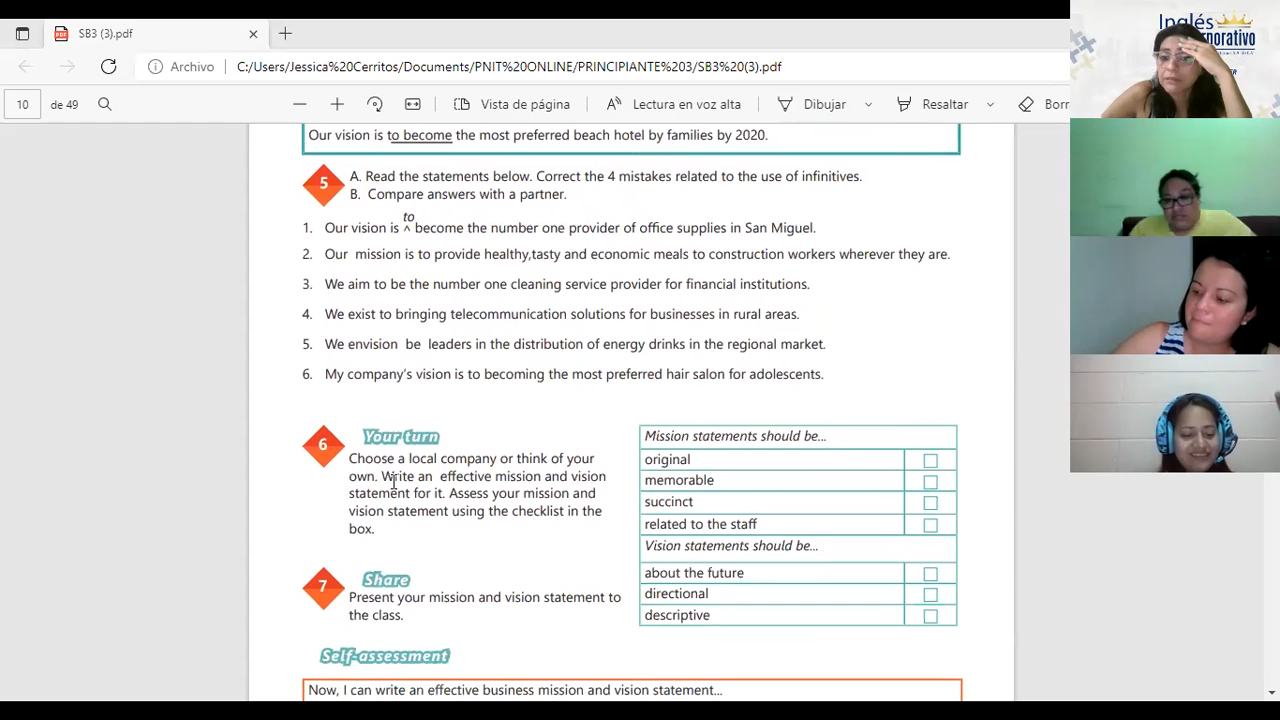 SB3 (3).pdf
Archivo C:/Users/Jessica%20Cerritos/Documents/PNIT%20ONLINE/PRINCIPIANTE%203/SB3%20(3).pdf
10 de 49 Vista de página Lectura en voz alta Dibujar Resaltar Borr
Inglés
rporativo
Our vision is to become the most preferred beach hotel by families by 2020.
5 A. Read the statements below. Correct the 4 mistakes related to the use of infinitives.
B. Compare answers with a partner.
to
1. Our vision is ^ become the number one provider of office supplies in San Miguel.
2. Our mission is to provide healthy,tasty and economic meals to construction workers wherever they are.
3. We aim to be the number one cleaning service provider for financial institutions.
4. We exist to bringing telecommunication solutions for businesses in rural areas.
5. We envision be leaders in the distribution of energy drinks in the regional market.
6. My company's vision is to becoming the most preferred hair salon for adolescents.
6 Your turn
Choose a local company or think of your
own. Write an effective mission and vision
statement for it. Assess your mission and
vision statement using the checklist in the
box.
7 Share
Present your mission and vision statement to
the class.
Mission statements should be...
original
memorable
succinct
related to the staff
Vision statements should be...
about the future
directional
descriptive
Self-assessment
Now, I can write an effective business mission and vision statement...